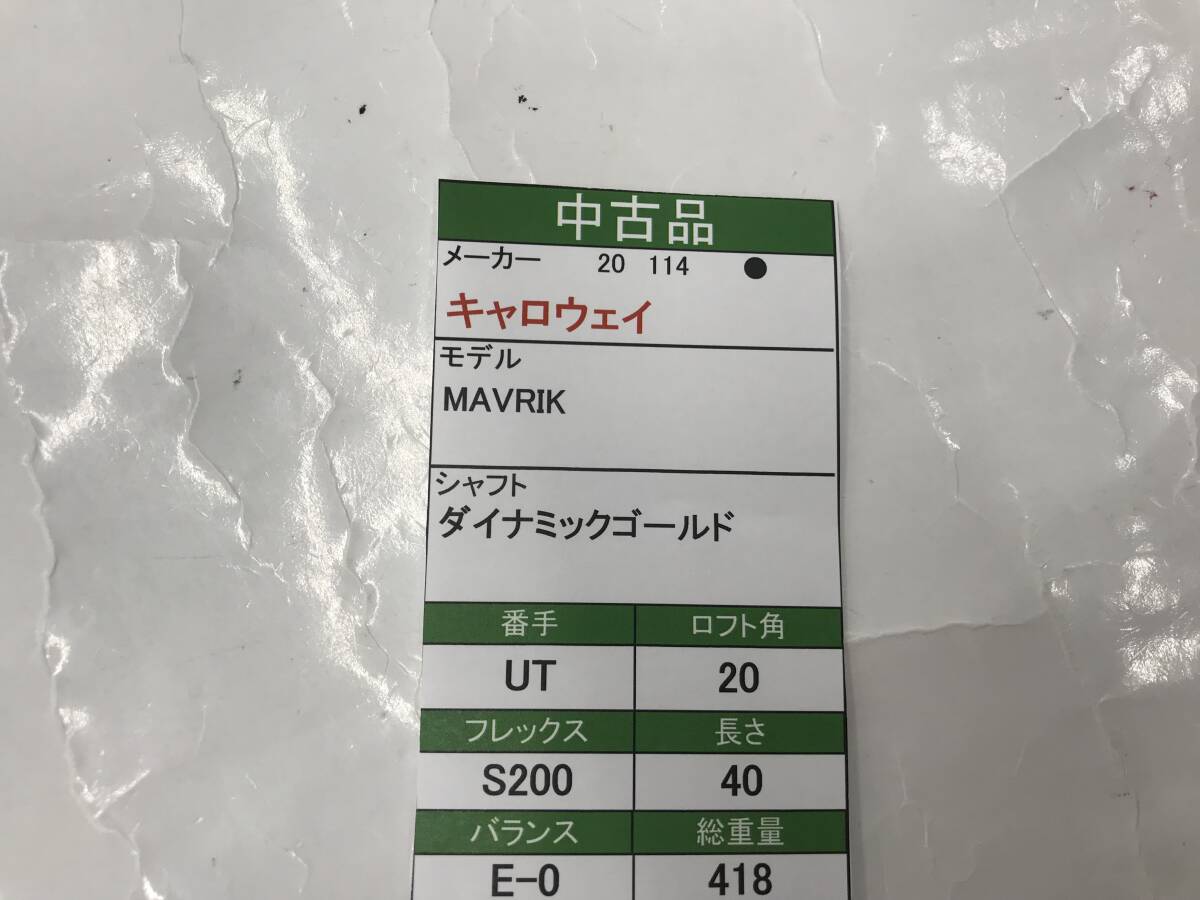 中古品
メーカー 20 114 ●
キャロウェイ
モデル
MAVRIK
シャフト
ダイナミックゴールド
番手 ロフト角
UT 20
フレックス 長さ
S200 40
バランス 総重量
E-0 418